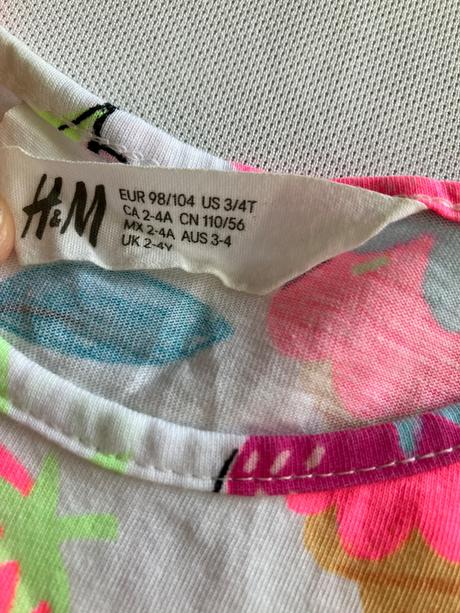 H&M
EUR 98/104 US 3/4T
CA 2-4A CN 110/56
MX 2-4A AUS 3-4
UK 2-4Y